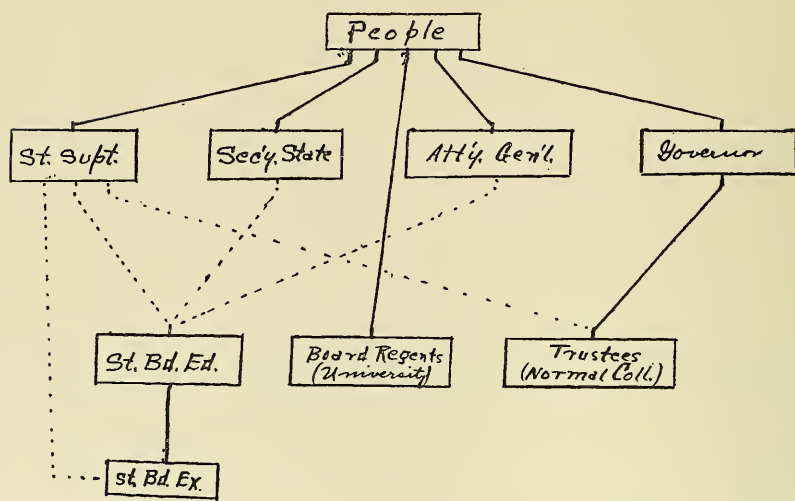 People
St. Supt.
Sec'y. State
Att'y. Gen'l.
Governor
St. Bd. Ed.
Board Regents
(University)
Trustees
(Normal Coll.)
St. Bd. Ex.